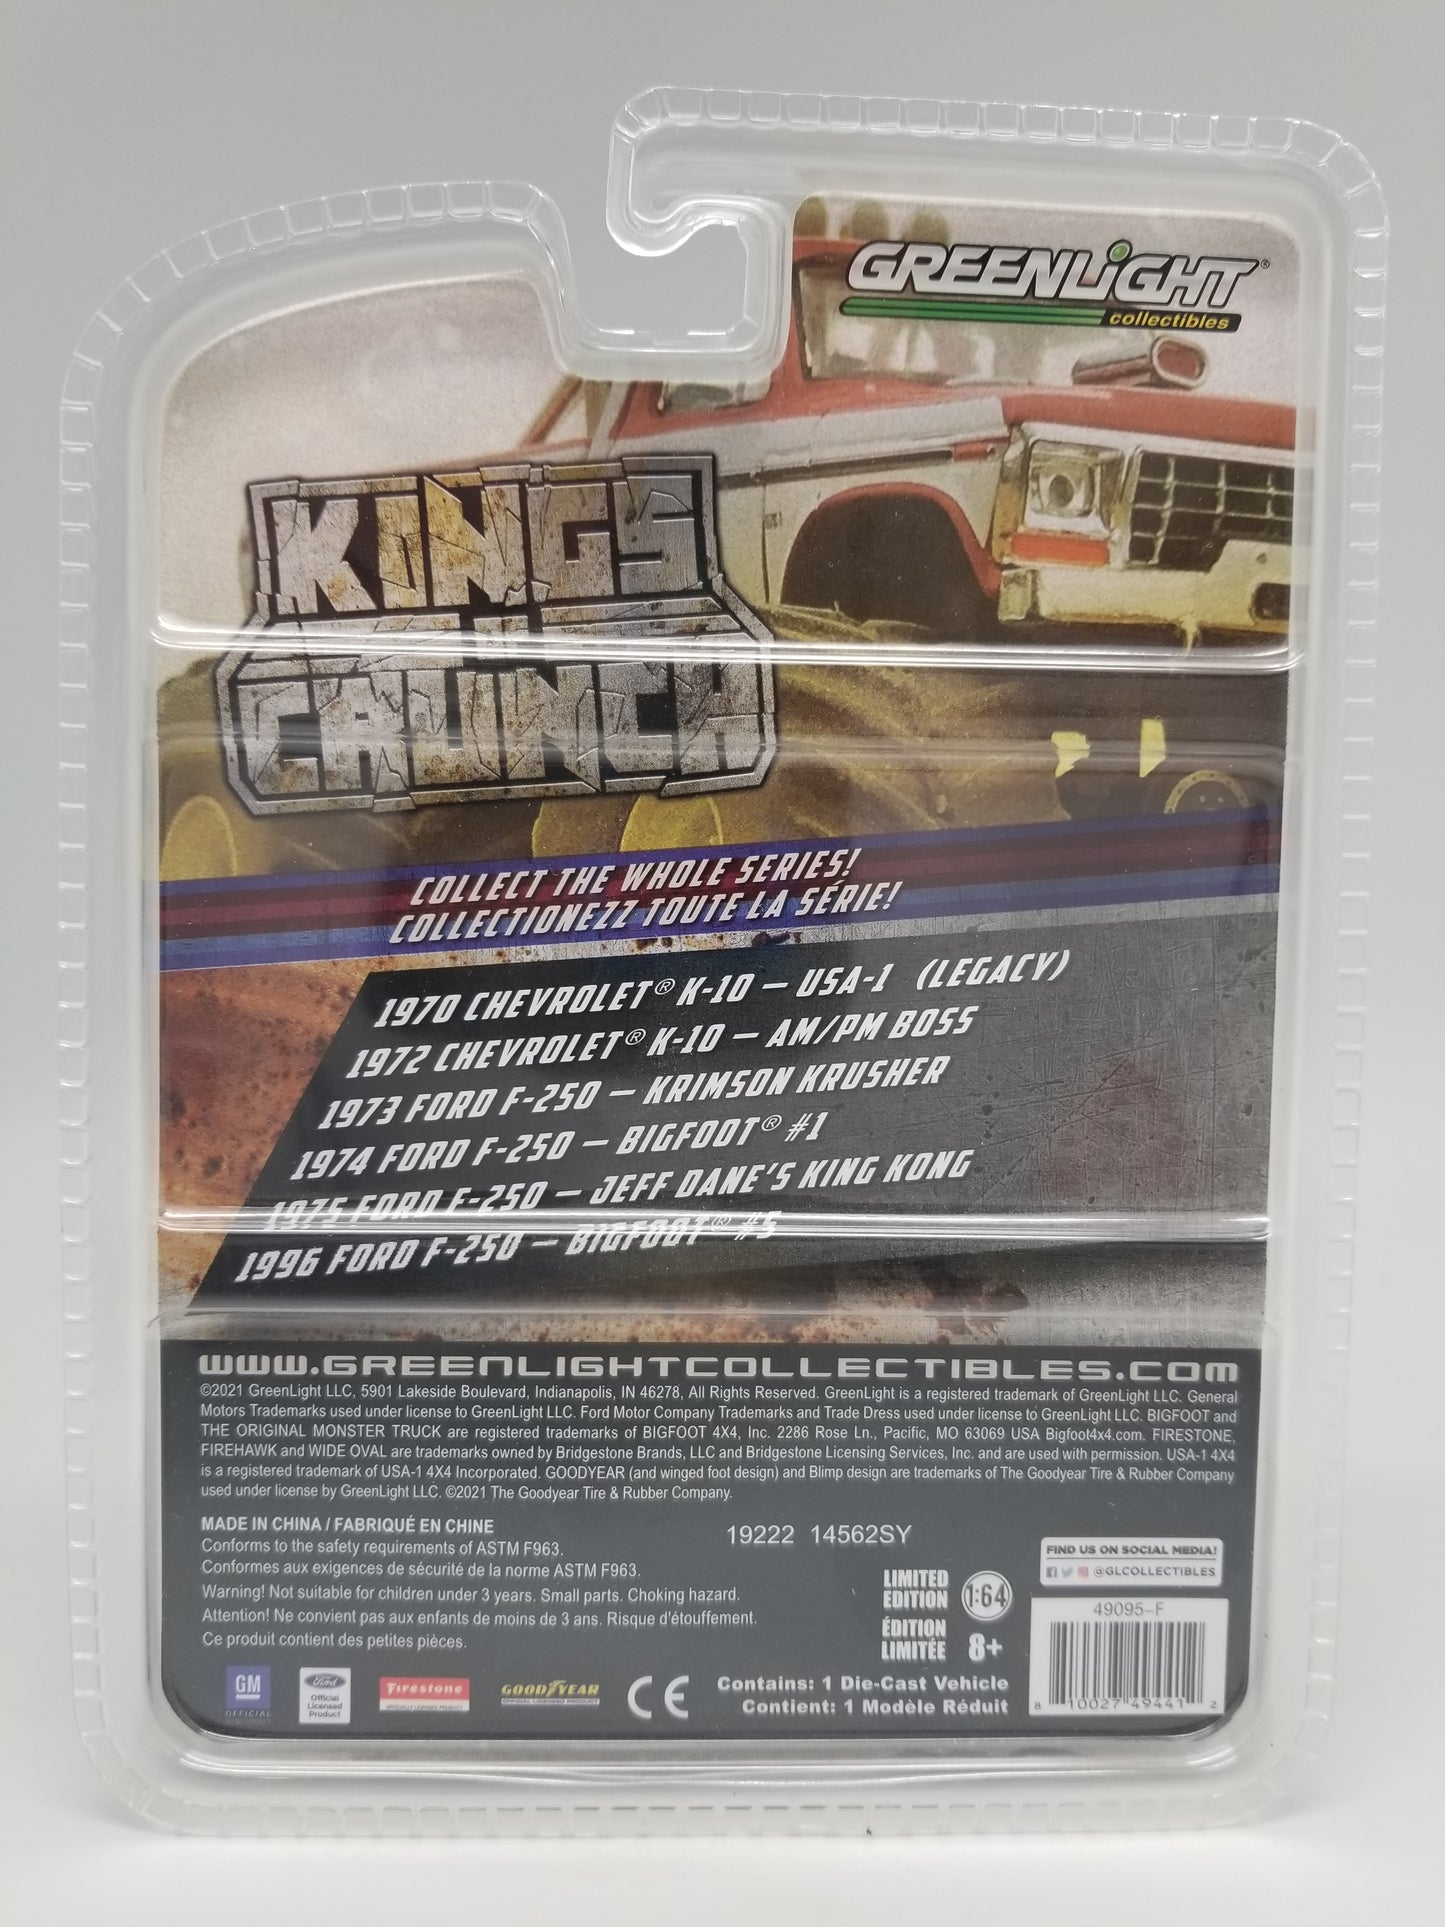 GREENLiGHT®
collectibles
KINGS
OF
CRUNCH
COLLECT THE WHOLE SERIES!
COLLECTIONEZZ TOUTE LA SÉRIE!
1970 CHEVROLET® K-10 – USA-1 (LEGACY)
1972 CHEVROLET® K-10 – AM/PM BOSS
1973 FORD F-250 – KRIMSON KRUSHER
1974 FORD F-250 – BIGFOOT® #1
1975 FORD F-250 – JEFF DANE'S KING KONG
1996 FORD F-250 – BIGFOOT® #5
WWW.GREENLIGHTCOLLECTIBLES.COM
©2021 GreenLight LLC, 5901 Lakeside Boulevard, Indianapolis, IN 46278, All Rights Reserved. GreenLight is a registered trademark of GreenLight LLC. General
Motors Trademarks used under license to GreenLight LLC. Ford Motor Company Trademarks and Trade Dress used under license to GreenLight LLC. BIGFOOT and
THE ORIGINAL MONSTER TRUCK are registered trademarks of BIGFOOT 4X4, Inc. 2286 Rose Ln., Pacific, MO 63069 USA Bigfoot4x4.com. FIRESTONE,
FIREHAWK and WIDE OVAL are trademarks owned by Bridgestone Brands, LLC and Bridgestone Licensing Services, Inc. and are used with permission. USA-1 4X4
is a registered trademark of USA-1 4X4 Incorporated. GOODYEAR (and winged foot design) and Blimp design are trademarks of The Goodyear Tire & Rubber Company
used under license by GreenLight LLC. ©2021 The Goodyear Tire & Rubber Company.
MADE IN CHINA / FABRIQUÉ EN CHINE
Conforms to the safety requirements of ASTM F963.
Conformes aux exigences de sécurité de la norme ASTM F963.
Warning! Not suitable for children under 3 years. Small parts. Choking hazard.
Attention! Ne convient pas aux enfants de moins de 3 ans. Risque d'étouffement.
Ce produit contient des petites pièces.
19222 14562SY
LIMITED
EDITION
1:64
ÉDITION
LIMITÉE
8+
Contains: 1 Die-Cast Vehicle
Contient: 1 Modèle Réduit
FIND US ON SOCIAL MEDIA!
@GLCOLLECTIBLES
49095-F
8 10027 49441 2
GM
OFFICIAL
Ford
Official
Licensed
Product
Firestone
OFFICIALLY LICENSED PRODUCT
GOODYEAR
OFFICIAL LICENSED PRODUCT
CE